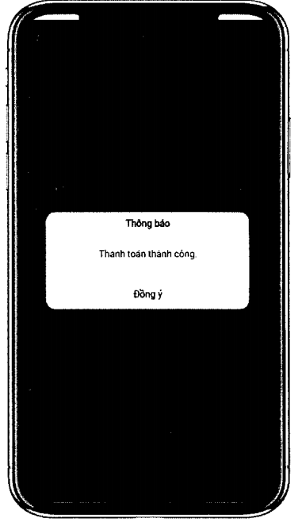 Thông báo
Thanh toán thành công.
Đồng ý